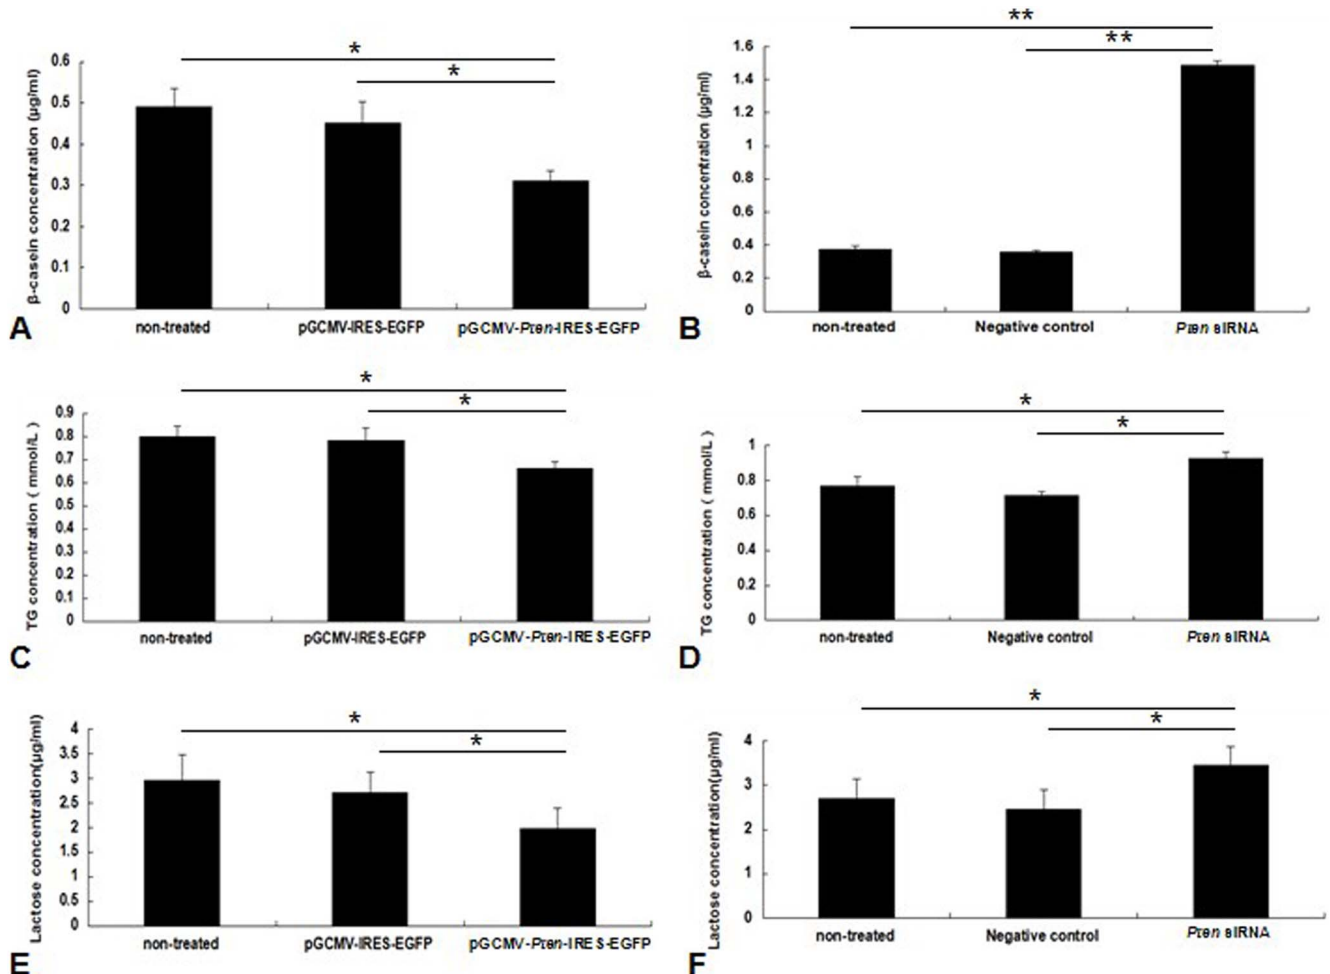 *
*
β-casein concentration (µg/ml)
0.6
0.5
0.4
0.3
0.2
0.1
0
non-treated
pGCMV-IRES-EGFP
pGCMV-Pten-IRES-EGFP
A
**
**
β-casein concentration (µg/ml)
1.6
1.4
1.2
1
0.8
0.6
0.4
0.2
0
non-treated
Negative control
Pten siRNA
B
*
*
TG concentration ( mmol/L )
0.9
0.8
0.7
0.6
0.5
0.4
0.3
0.2
0.1
0
non-treated
pGCMV-IRES-EGFP
pGCMV-Pten-IRES-EGFP
C
*
*
TG concentration ( mmol/L )
1
0.8
0.6
0.4
0.2
0
non-treated
Negative control
Pten siRNA
D
*
*
Lactose concentration(µg/ml)
4
3.5
3
2.5
2
1.5
1
0.5
0
non-treated
pGCMV-IRES-EGFP
pGCMV-Pten-IRES-EGFP
E
*
*
Lactose concentration(µg/ml)
4
3
2
1
0
non-treated
Negative control
Pten siRNA
F